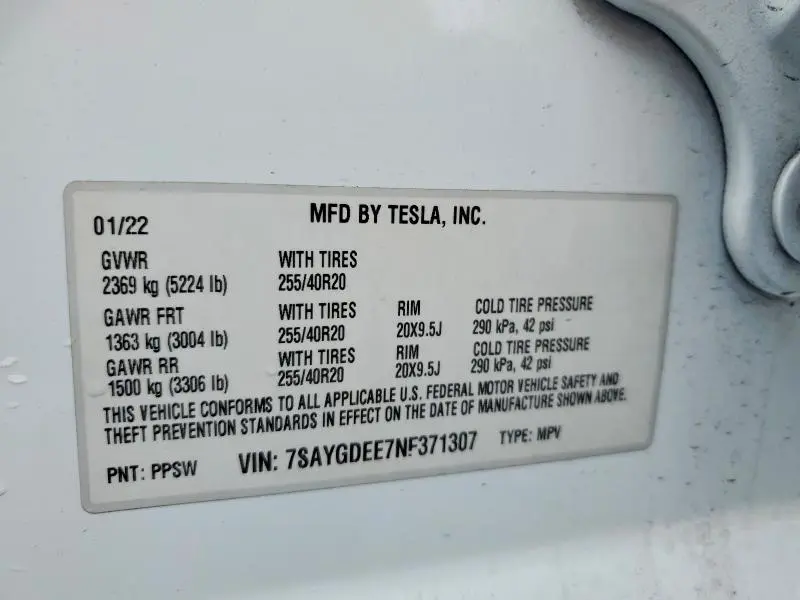 01/22 MFD BY TESLA, INC.
GVWR WITH TIRES
2369 kg (5224 lb) 255/40R20
GAWR FRT WITH TIRES RIM COLD TIRE PRESSURE
1363 kg (3004 lb) 255/40R20 20X9.5J 290 kPa, 42 psi
GAWR RR WITH TIRES RIM COLD TIRE PRESSURE
1500 kg (3306 lb) 255/40R20 20X9.5J 290 kPa, 42 psi
THIS VEHICLE CONFORMS TO ALL APPLICABLE U.S. FEDERAL MOTOR VEHICLE SAFETY AND
THEFT PREVENTION STANDARDS IN EFFECT ON THE DATE OF MANUFACTURE SHOWN ABOVE.
PNT: PPSW VIN: 7SAYGDEE7NF371307 TYPE: MPV